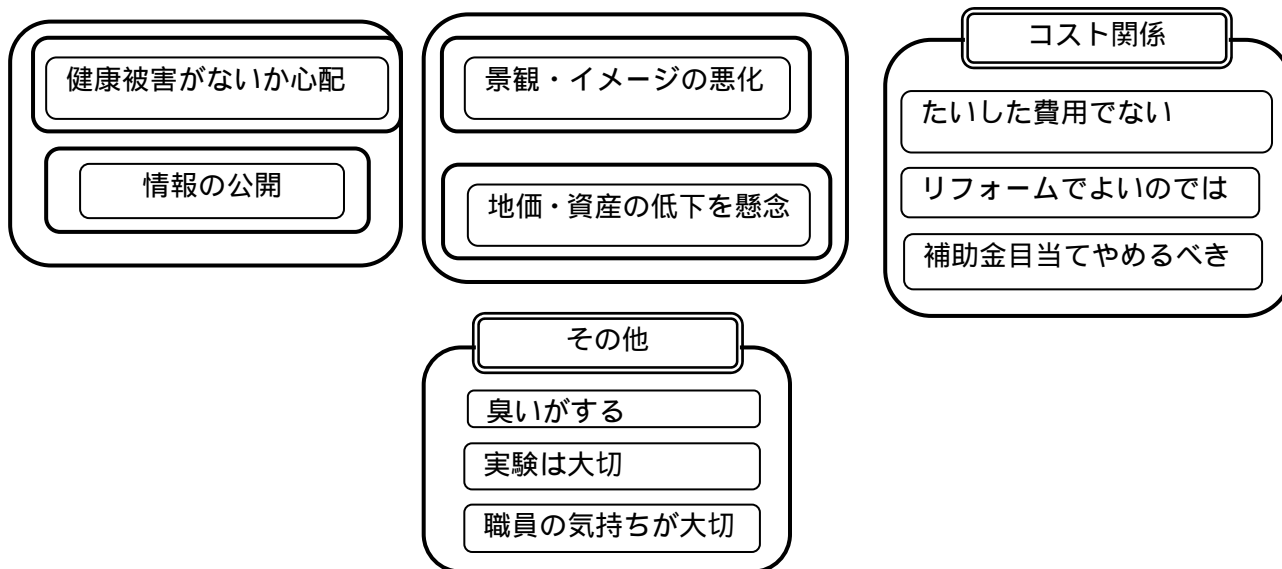 健康被害がないか心配
情報の公開
景観・イメージの悪化
地価・資産の低下を懸念
コスト関係
たいした費用でない
リフォームでよいのでは
補助金目当てやめるべき
その他
臭いがする
実験は大切
職員の気持ちが大切